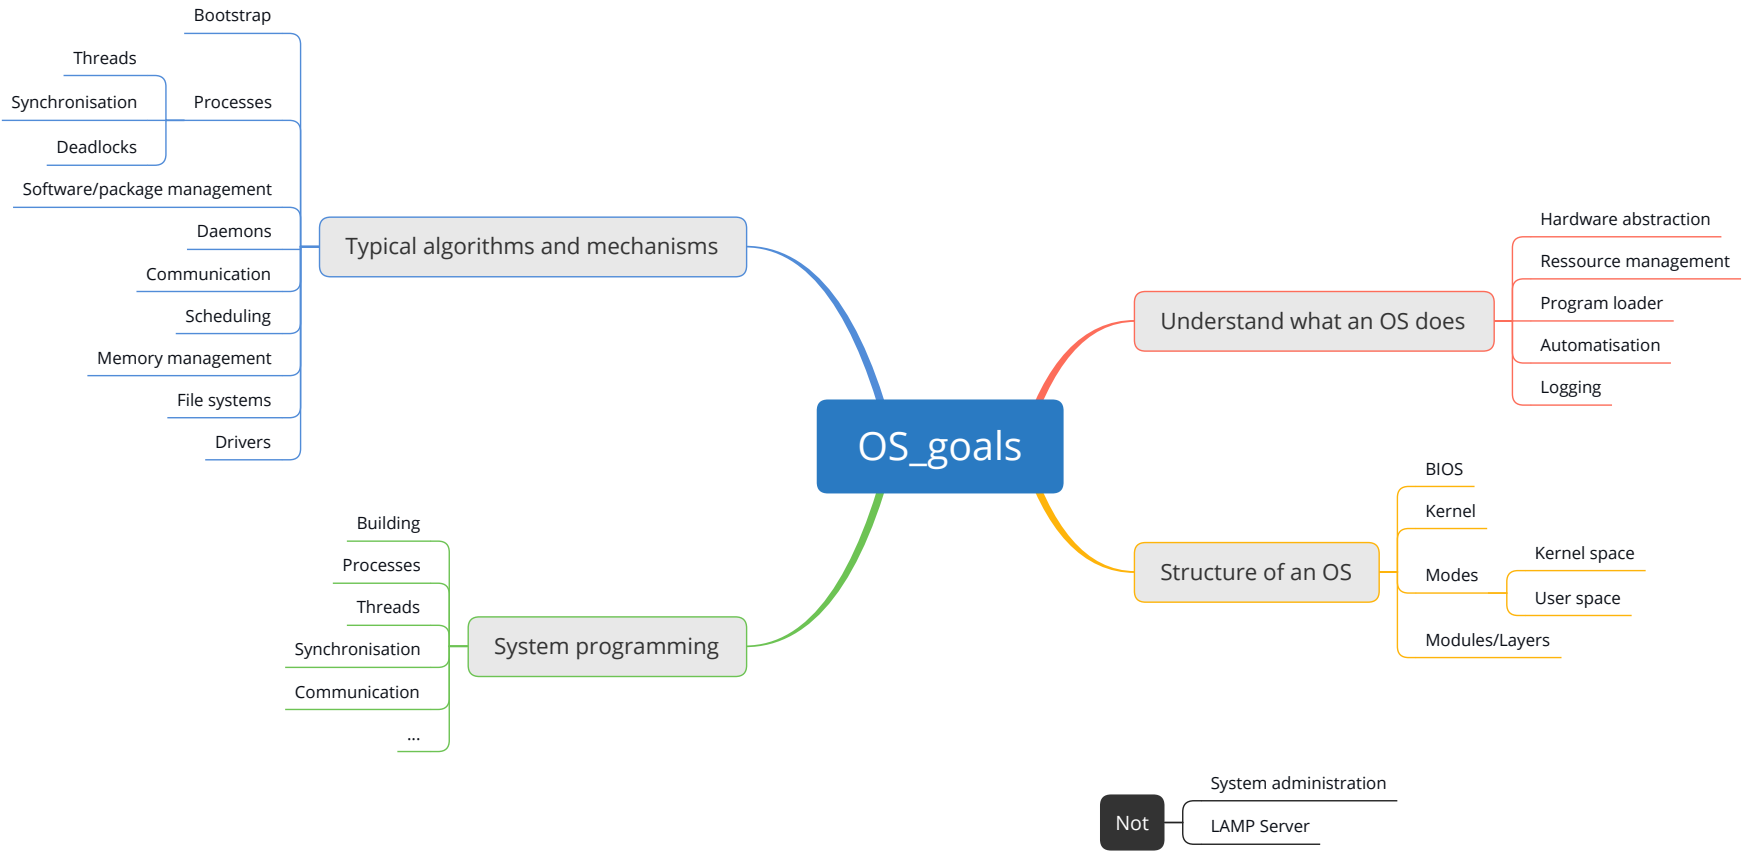 OS_goals
Understand what an OS does
Hardware abstraction
Ressource management
Program loader
Automatisation
Logging
Structure of an OS
BIOS
Kernel
Modes
Kernel space
User space
Modules/Layers
Typical algorithms and mechanisms
Bootstrap
Processes
Threads
Synchronisation
Deadlocks
Software/package management
Daemons
Communication
Scheduling
Memory management
File systems
Drivers
System programming
Building
Processes
Threads
Synchronisation
Communication
...
Not
System administration
LAMP Server